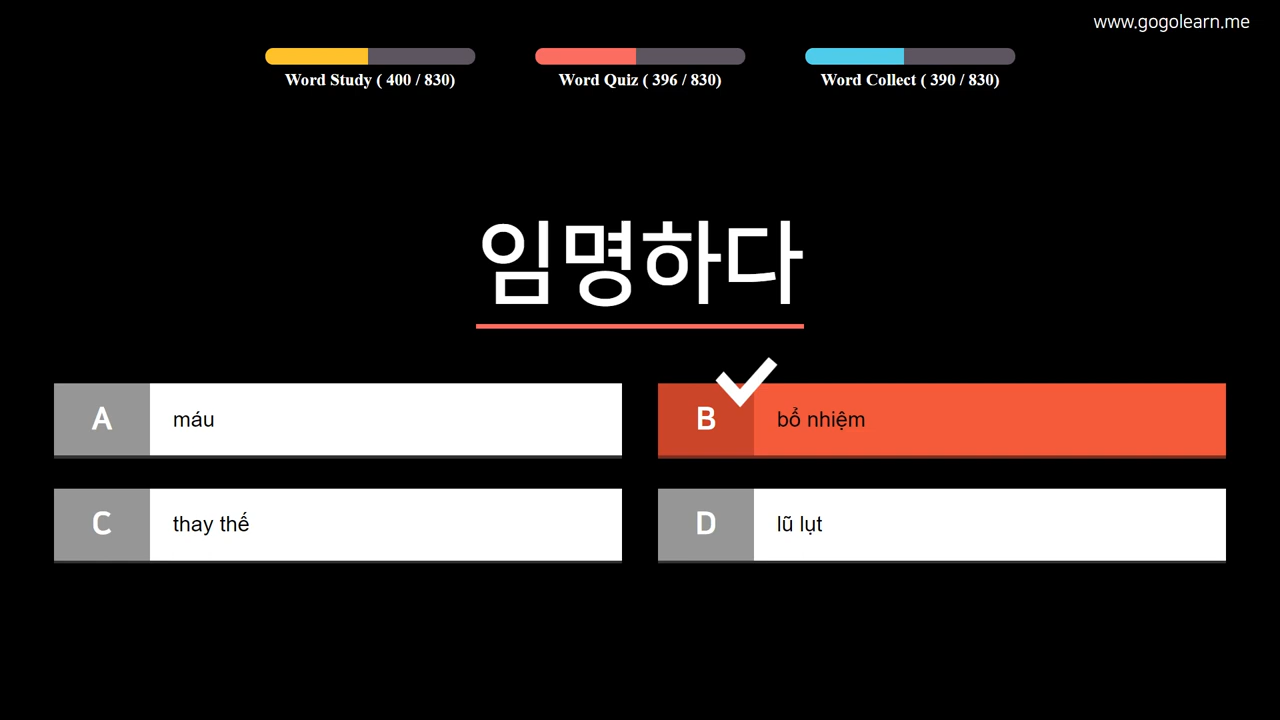 www.gogolearn.me
Word Study ( 400 / 830)
Word Quiz ( 396 / 830)
Word Collect ( 390 / 830)
임명하다
A máu
B bổ nhiệm
C thay thế
D lũ lụt